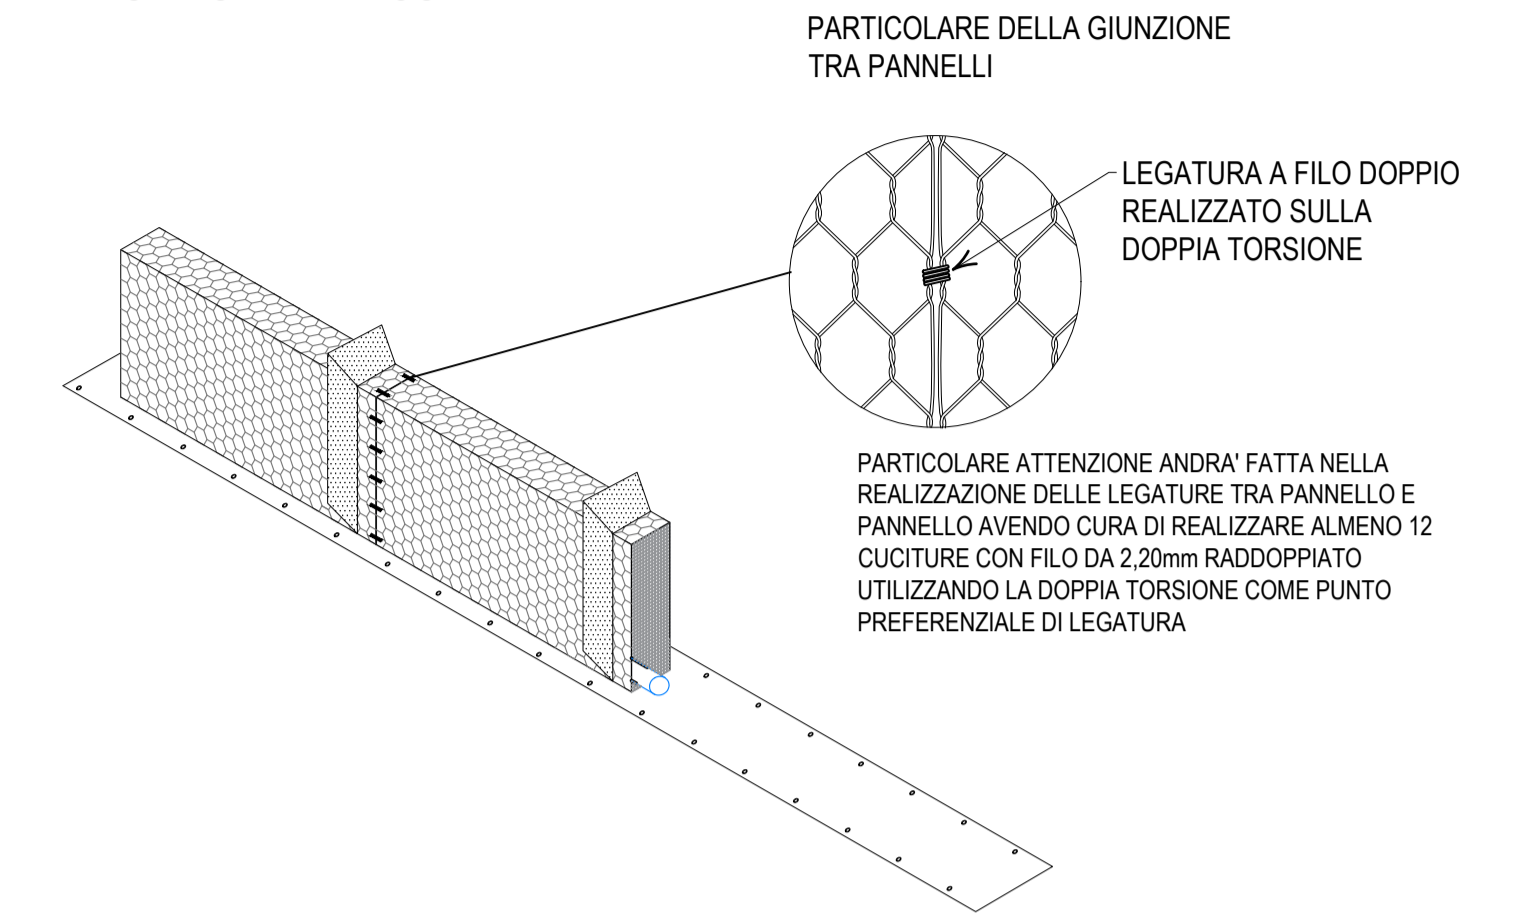 PARTICOLARE DELLA GIUNZIONE
TRA PANNELLI
LEGATURA A FILO DOPPIO
REALIZZATO SULLA
DOPPIA TORSIONE
PARTICOLARE ATTENZIONE ANDRA' FATTA NELLA
REALIZZAZIONE DELLE LEGATURE TRA PANNELLO E
PANNELLO AVENDO CURA DI REALIZZARE ALMENO 12
CUCITURE CON FILO DA 2,20mm RADDOPPIATO
UTILIZZANDO LA DOPPIA TORSIONE COME PUNTO
PREFERENZIALE DI LEGATURA